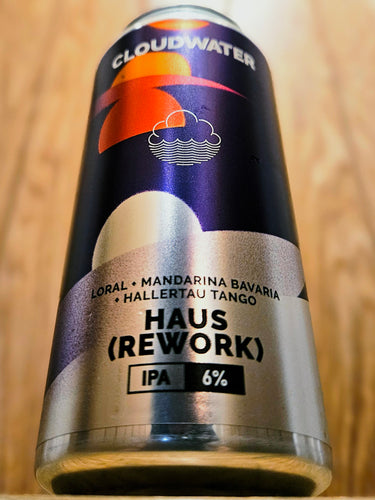 CLOUDWATER
LORAL + MANDARINA BAVARIA
+ HALLERTAU TANGO
HAUS
(REWORK)
IPA 6%